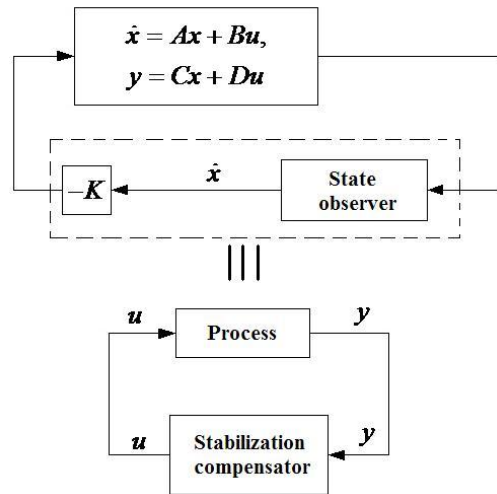 ẋ = Ax + Bu,
y = Cx + Du
-K
x̂
State
observer
u
Process
y
u
Stabilization
compensator
y